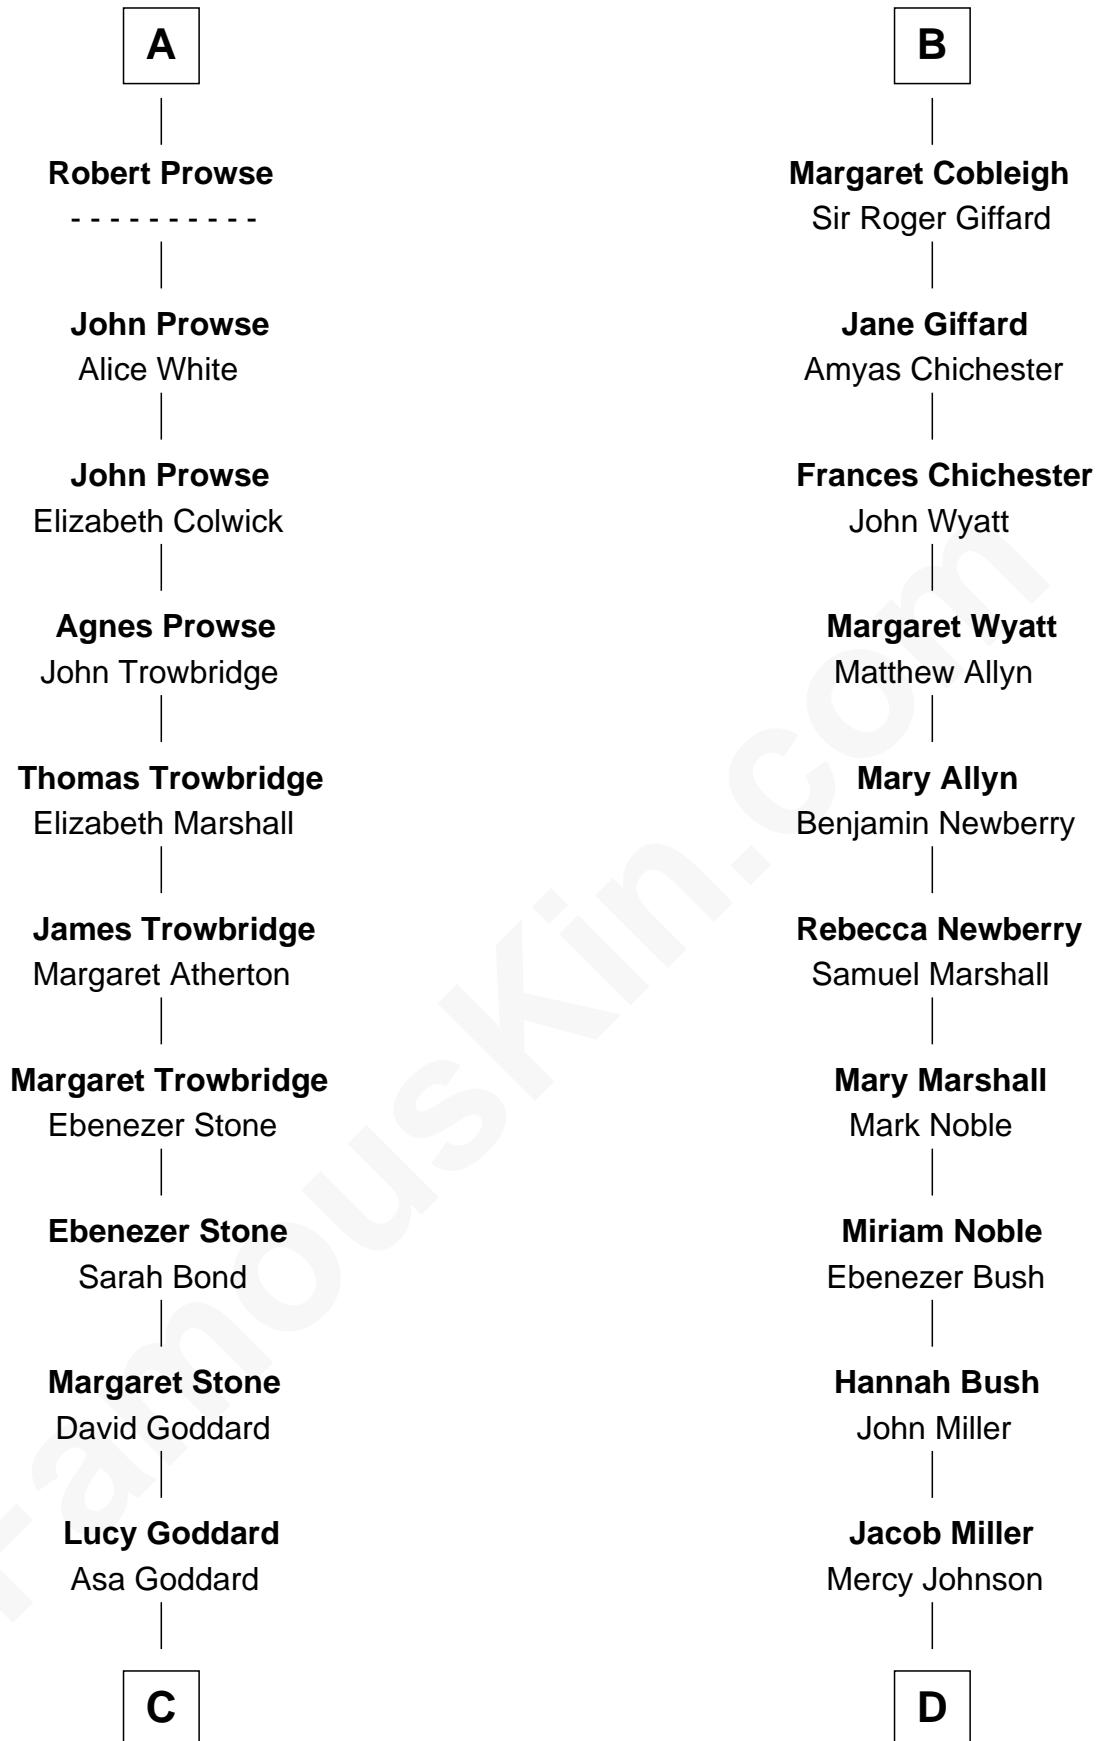 A
Robert Prowse
- - - - - - - - - -
John Prowse
Alice White
John Prowse
Elizabeth Colwick
Agnes Prowse
John Trowbridge
Thomas Trowbridge
Elizabeth Marshall
James Trowbridge
Margaret Atherton
Margaret Trowbridge
Ebenezer Stone
Ebenezer Stone
Sarah Bond
Margaret Stone
David Goddard
Lucy Goddard
Asa Goddard
C
B
Margaret Cobleigh
Sir Roger Giffard
Jane Giffard
Amyas Chichester
Frances Chichester
John Wyatt
Margaret Wyatt
Matthew Allyn
Mary Allyn
Benjamin Newberry
Rebecca Newberry
Samuel Marshall
Mary Marshall
Mark Noble
Miriam Noble
Ebenezer Bush
Hannah Bush
John Miller
Jacob Miller
Mercy Johnson
D
FamousKin.com